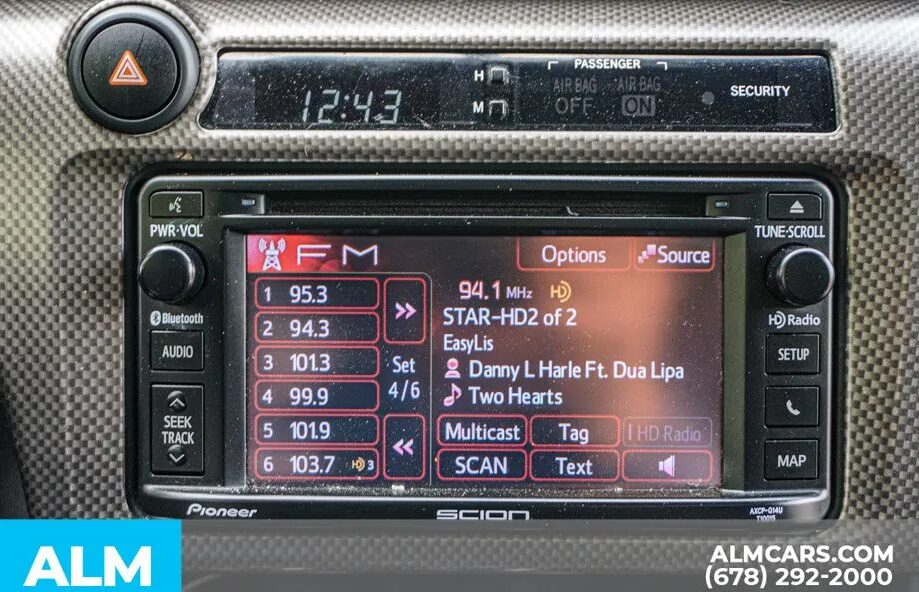 12:43
H
M
PASSENGER
AIR BAG OFF
AIR BAG ON
SECURITY
PWR·VOL
TUNE·SCROLL
FM
Options
Source
1 95.3
2 94.3
3 101.3
4 99.9
5 101.9
6 103.7 HD 3
>>
Set
4/6
<<
94.1 MHz HD
STAR-HD2 of 2
EasyLis
Danny L Harle Ft. Dua Lipa
Two Hearts
Multicast
Tag
HD Radio
SCAN
Text
Bluetooth
AUDIO
SEEK
TRACK
HD Radio
SETUP
MAP
Pioneer
SCION
AXCP-014U
T10015
ALM
ALMCARS.COM
(678) 292-2000